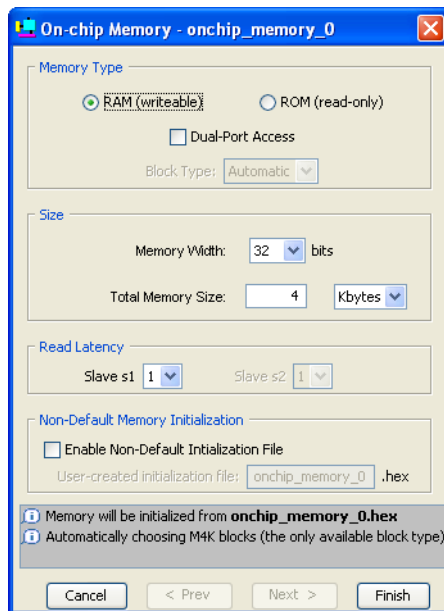 On-chip Memory - onchip_memory_0
Memory Type
RAM (writeable) ROM (read-only)
Dual-Port Access
Block Type: Automatic
Size
Memory Width: 32 bits
Total Memory Size: 4 Kbytes
Read Latency
Slave s1 1 Slave s2 1
Non-Default Memory Initialization
Enable Non-Default Intialization File
User-created initialization file: onchip_memory_0 .hex
Memory will be initialized from onchip_memory_0.hex
Automatically choosing M4K blocks (the only available block type)
Cancel < Prev Next > Finish